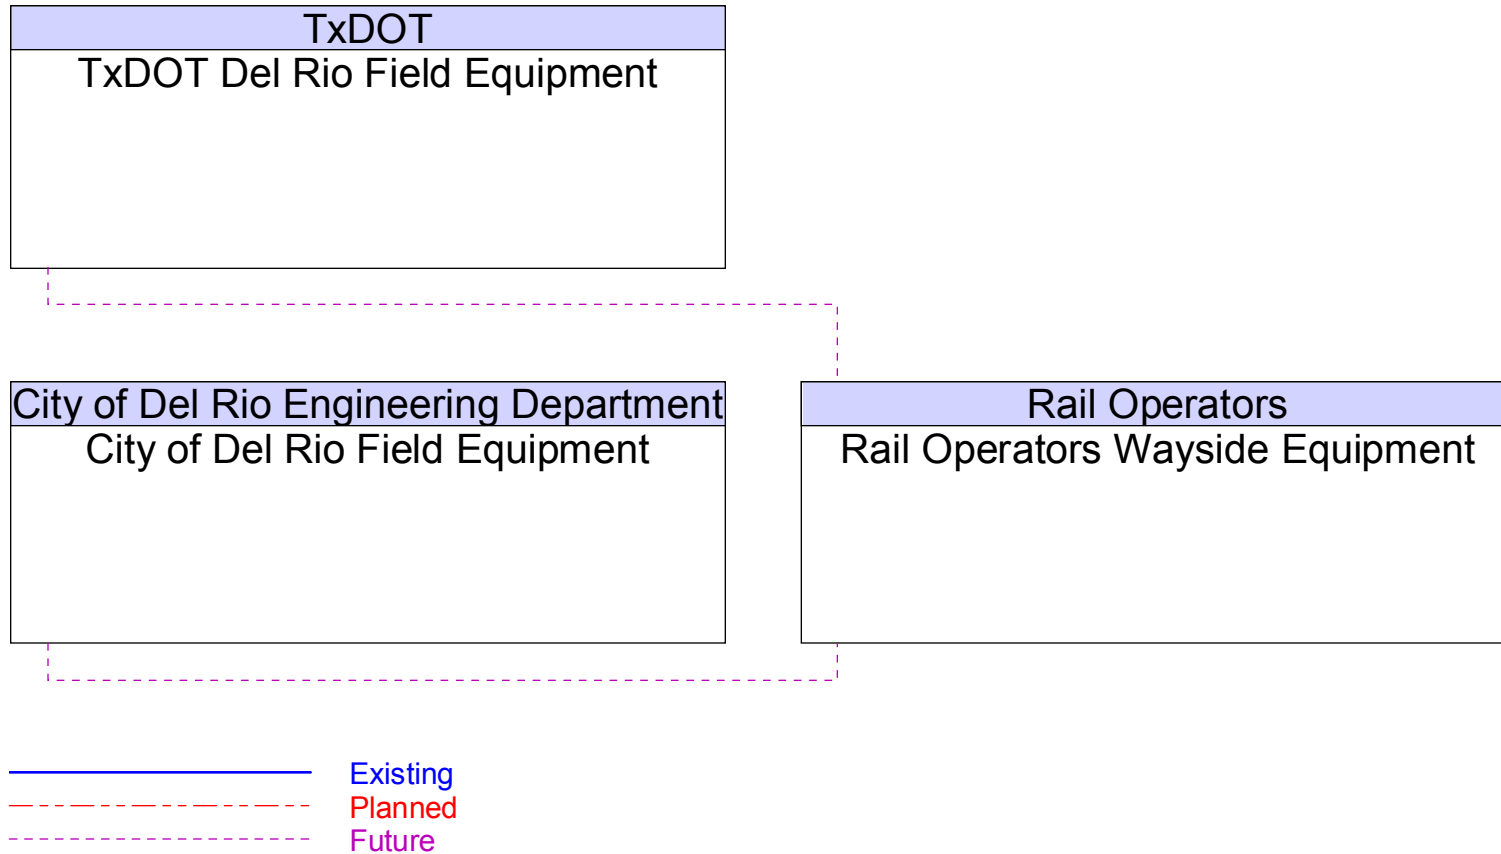 TxDOT
TxDOT Del Rio Field Equipment
City of Del Rio Engineering Department
City of Del Rio Field Equipment
Rail Operators
Rail Operators Wayside Equipment
Existing
Planned
Future